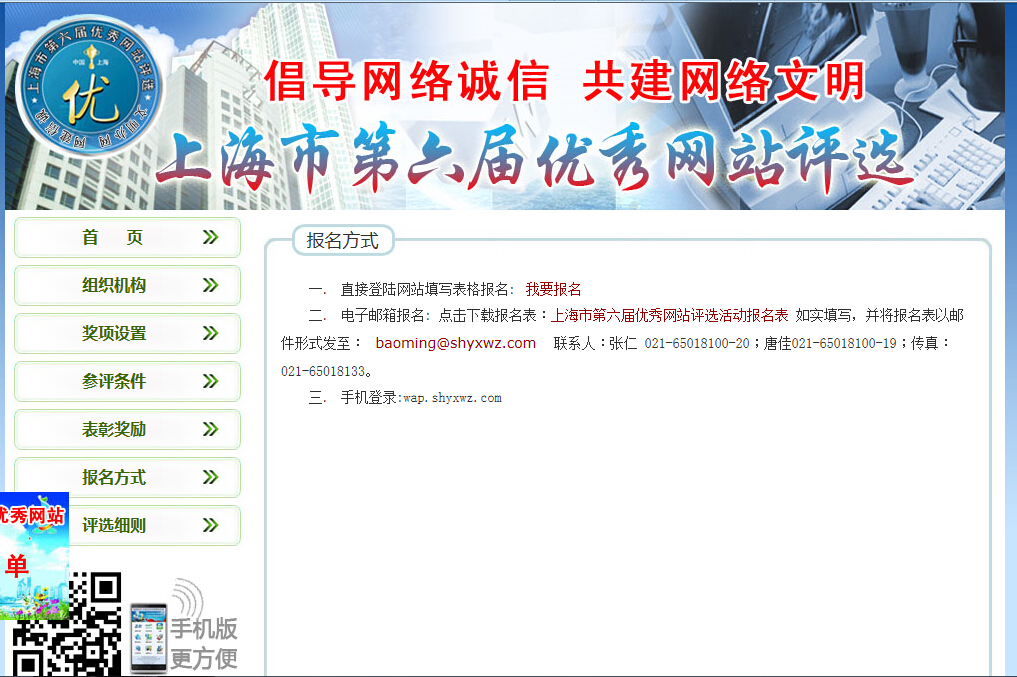 上海市第六届优秀网站评选
中国 上海
优
倡导网络诚信 共建网络文明
上海市第六届优秀网站评选
首 页
组织机构
奖项设置
参评条件
表彰奖励
报名方式
评选细则
优秀网站
单
手机版
更方便
报名方式
一. 直接登陆网站填写表格报名: 我要报名
二. 电子邮箱报名: 点击下载报名表:上海市第六届优秀网站评选活动报名表 如实填写,并将报名表以邮
件形式发至: baoming@shyxwz.com 联系人:张仁 021-65018100-20;唐佳021-65018100-19;传真:
021-65018133。
三. 手机登录:wap.shyxwz.com